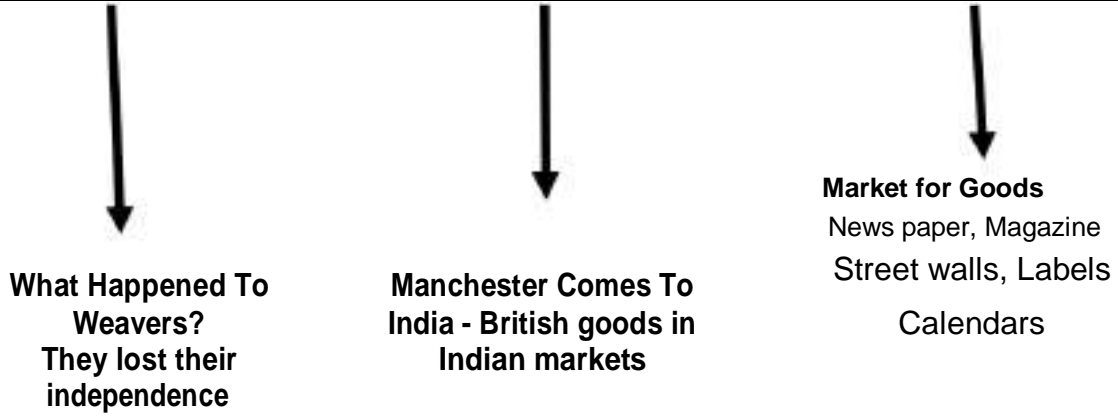 What Happened To
Weavers?
They lost their
independence
Manchester Comes To
India - British goods in
Indian markets
Market for Goods
News paper, Magazine
Street walls, Labels
Calendars